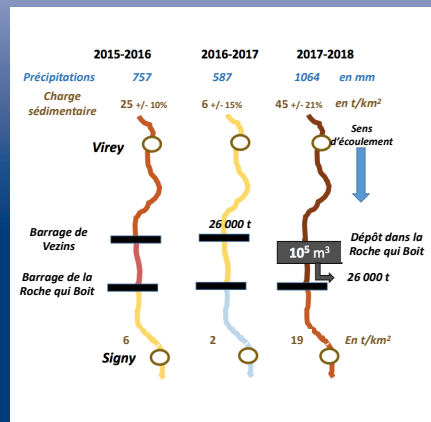 2015-2016 2016-2017 2017-2018
Précipitations 757 587 1064 en mm
Charge sédimentaire 25 +/- 10% 6 +/- 15% 45 +/- 21% en t/km²
Virey
Sens d'écoulement
Barrage de Vezins
26 000 t
10⁵ m³
Dépôt dans la Roche qui Boit
Barrage de la Roche qui Boit
26 000 t
6 2 19 En t/km²
Signy